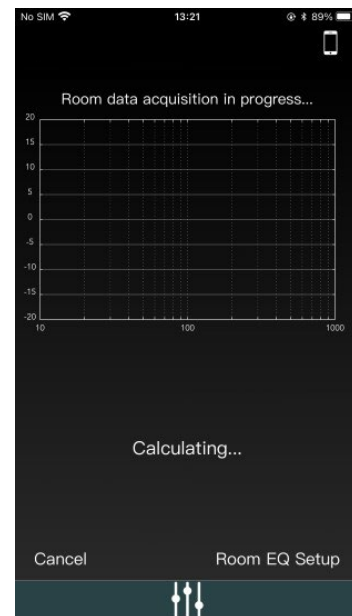 No SIM 13:21 89%
Room data acquisition in progress...
20
15
10
5
0
-5
-10
-15
-20
10 100 1000
Calculating...
Cancel Room EQ Setup